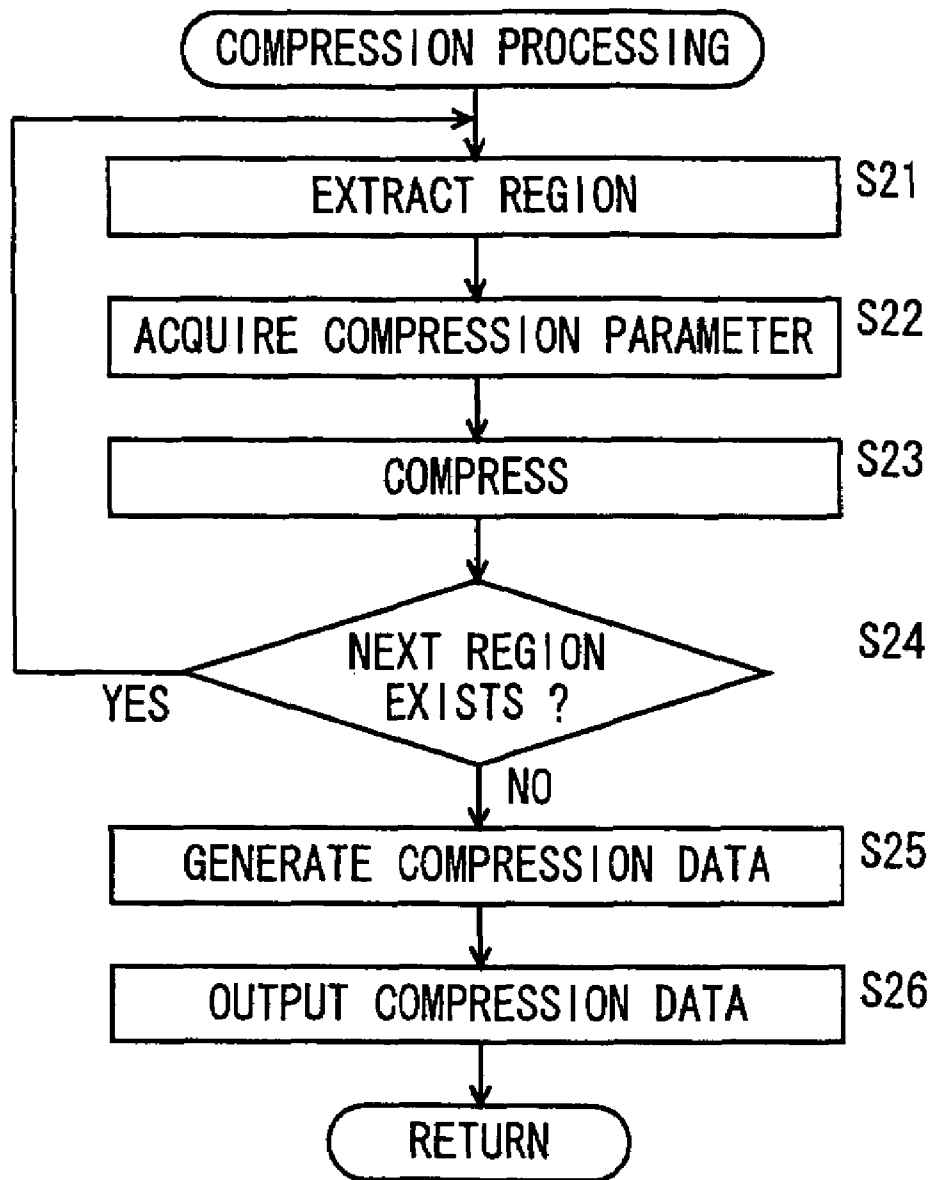 COMPRESSION PROCESSING
EXTRACT REGION
S21
ACQUIRE COMPRESSION PARAMETER
S22
COMPRESS
S23
NEXT REGION
EXISTS ?
S24
YES
NO
GENERATE COMPRESSION DATA
S25
OUTPUT COMPRESSION DATA
S26
RETURN